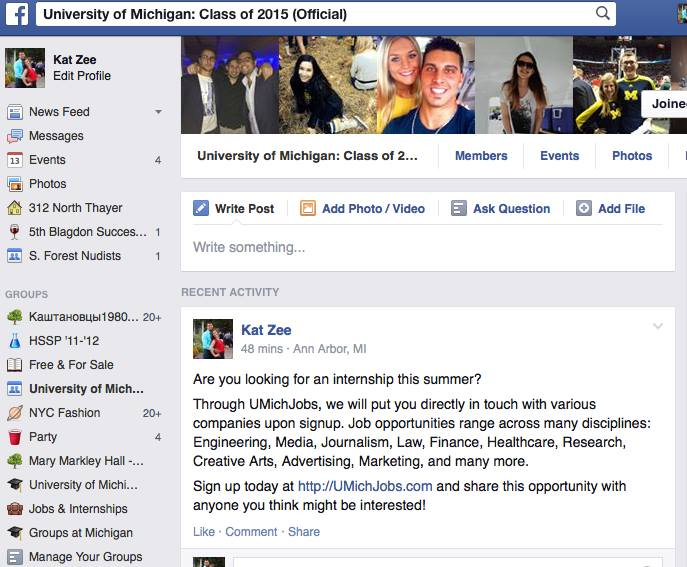 f
University of Michigan: Class of 2015 (Official)
Kat Zee
Edit Profile
News Feed
Messages
13
Events 4
Photos
312 North Thayer
5th Blagdon Succes... 1
S. Forest Nudists 1
GROUPS
Каштановцы1980... 20+
HSSP '11-'12
Free & For Sale
University of Mich...
NYC Fashion 20+
Party 4
Mary Markley Hall -...
University of Michi...
Jobs & Internships
Groups at Michigan
Manage Your Groups
M
M
Joine
University of Michigan: Class of 2... Members Events Photos
Write Post Add Photo / Video Ask Question Add File
Write something...
RECENT ACTIVITY
Kat Zee
48 mins · Ann Arbor, MI
Are you looking for an internship this summer?
Through UMichJobs, we will put you directly in touch with various
companies upon signup. Job opportunities range across many disciplines:
Engineering, Media, Journalism, Law, Finance, Healthcare, Research,
Creative Arts, Advertising, Marketing, and many more.
Sign up today at http://UMichJobs.com and share this opportunity with
anyone you think might be interested!
Like · Comment · Share